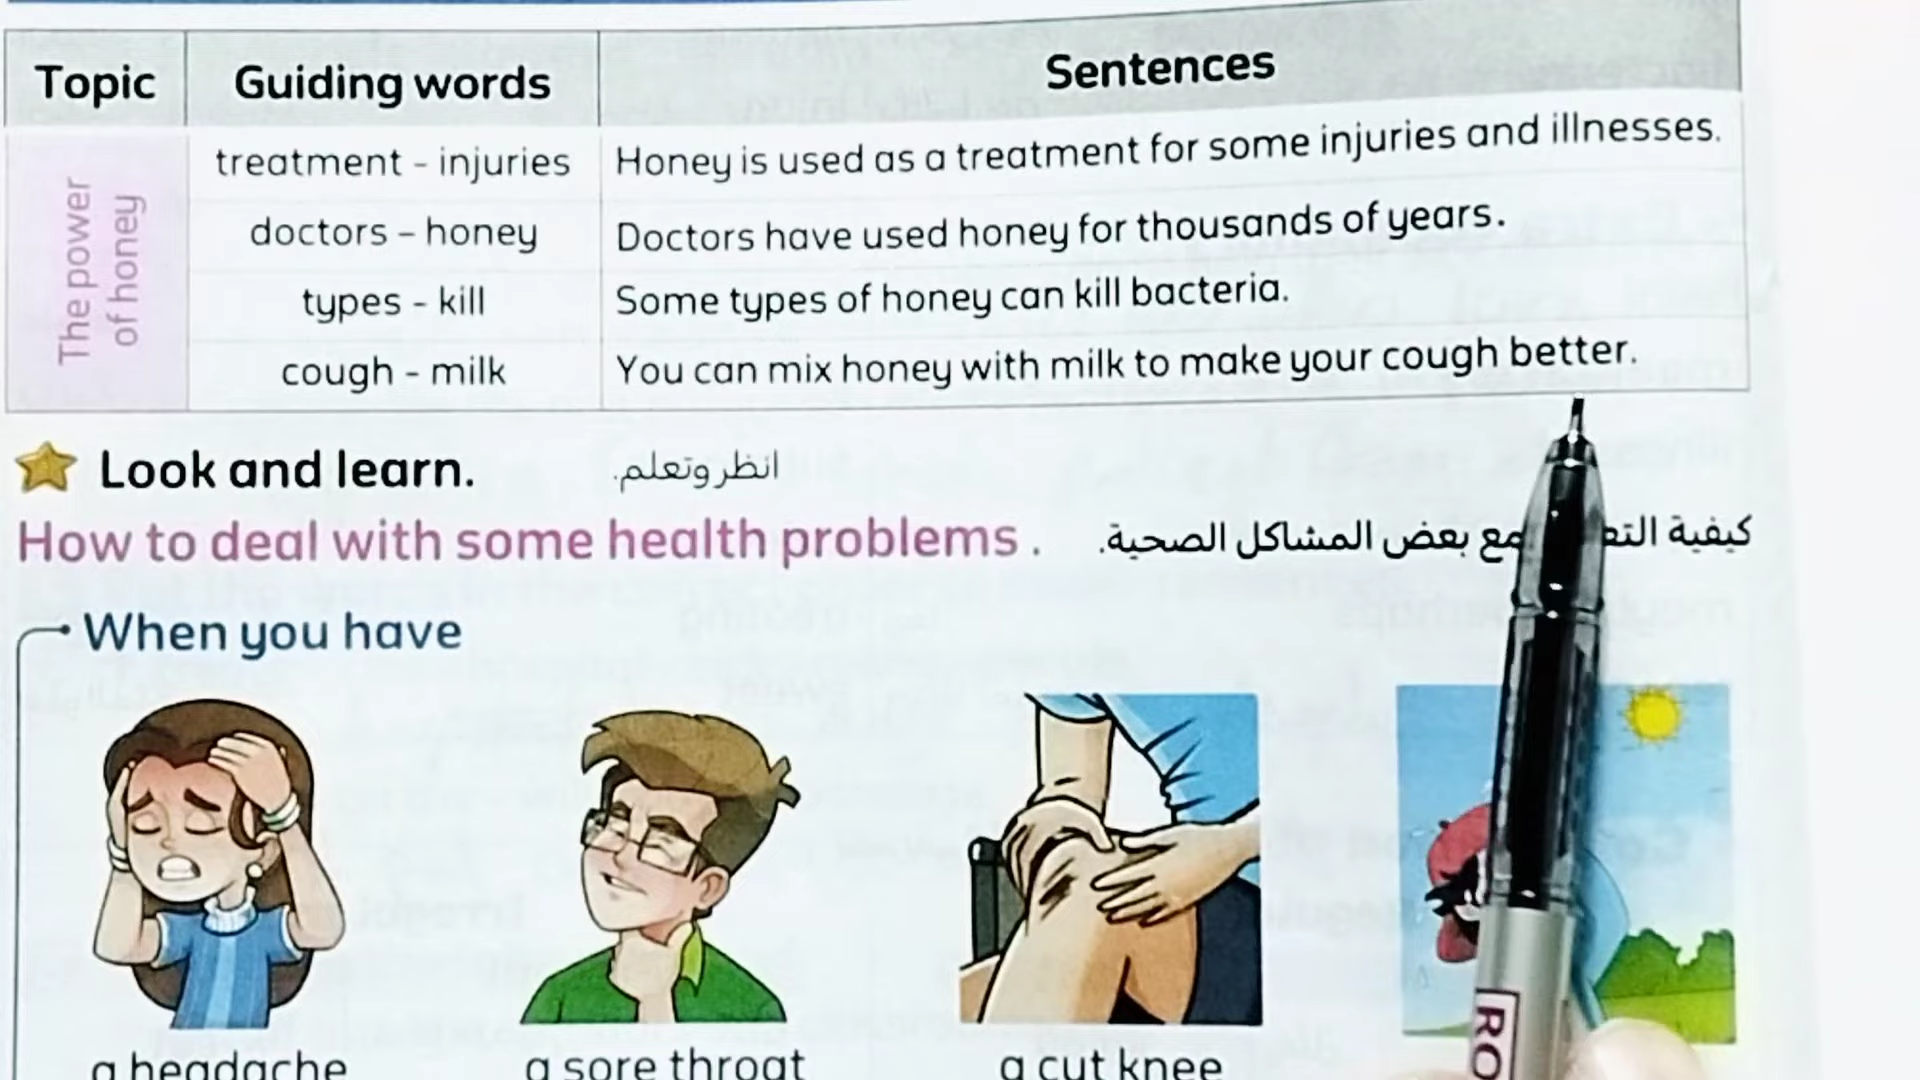 Topic
Guiding words
Sentences
The power
of honey
treatment - injuries
Honey is used as a treatment for some injuries and illnesses.
doctors - honey
Doctors have used honey for thousands of years.
types - kill
Some types of honey can kill bacteria.
cough - milk
You can mix honey with milk to make your cough better.
Look and learn.
انظر وتعلم.
How to deal with some health problems .
كيفية مع بعض المشاكل الصحية.
When you have
a headache
a sore throat
a cut knee